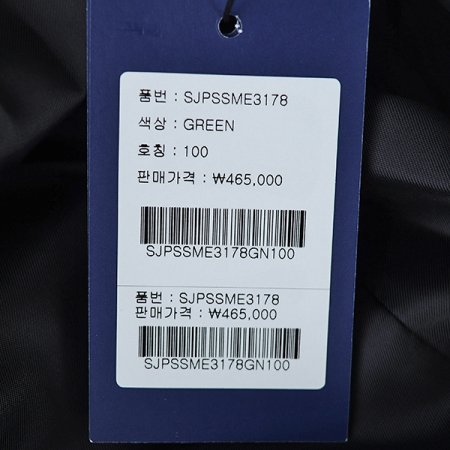 품번 : SJPSSME3178
색상 : GREEN
호칭 : 100
판매가격 : ₩465,000
SJPSSME3178GN100
품번 : SJPSSME3178
판매가격 : ₩465,000
SJPSSME3178GN100